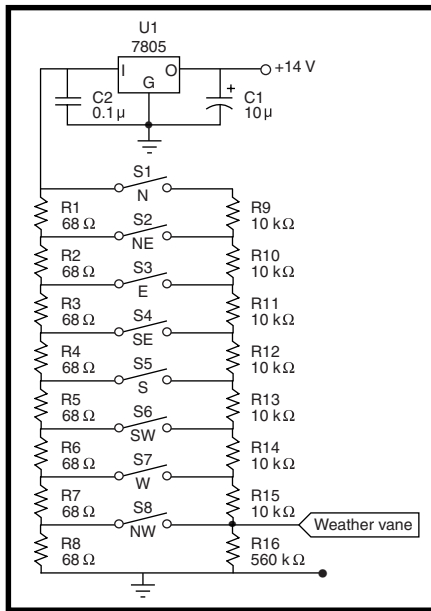 U1
7805
I
O
G
+14 V
C2
0.1 µ
+
C1
10 µ
S1
N
R1
68 Ω
R9
10 kΩ
S2
NE
R2
68 Ω
R10
10 kΩ
S3
E
R3
68 Ω
R11
10 kΩ
S4
SE
R4
68 Ω
R12
10 kΩ
S5
S
R5
68 Ω
R13
10 kΩ
S6
SW
R6
68 Ω
R14
10 kΩ
S7
W
R7
68 Ω
R15
10 kΩ
S8
NW
Weather vane
R8
68 Ω
R16
560 kΩ